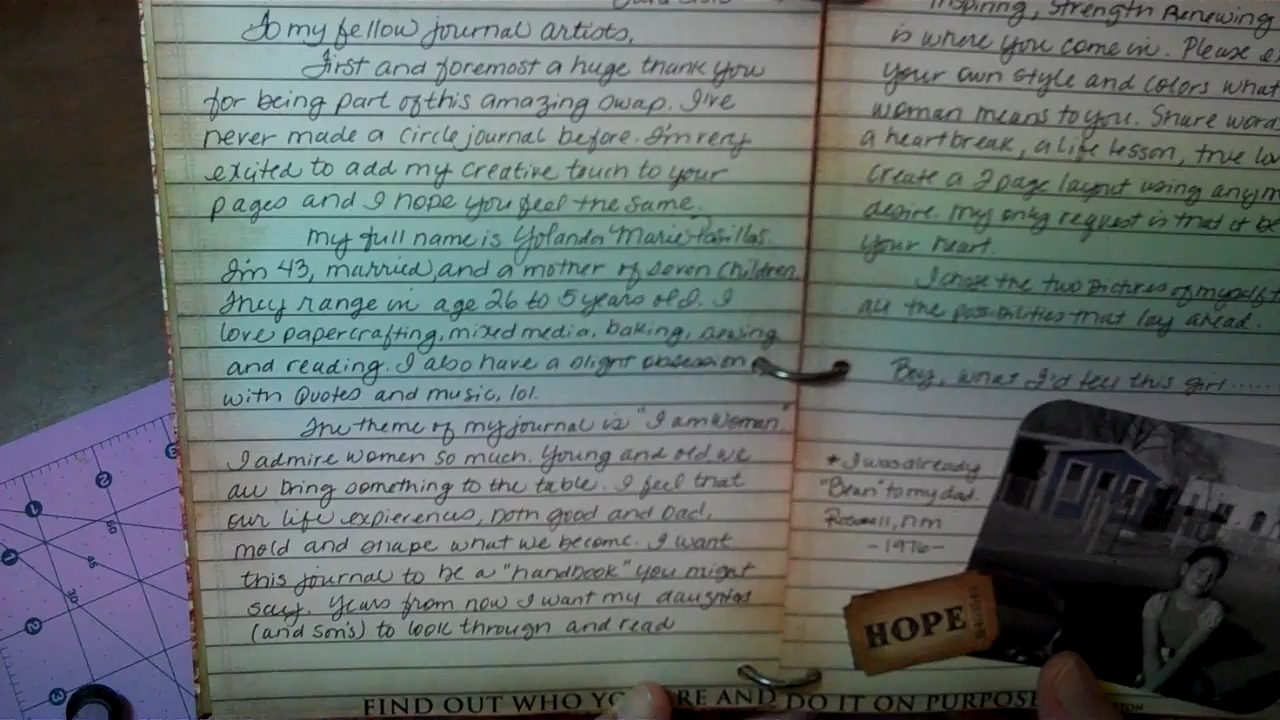 To my fellow journal artists,
First and foremost a huge thank you
for being part of this amazing swap. I've
never made a circle journal before. I'm very
excited to add my creative touch to your
pages and I hope you feel the same.
My full name is Yolanda Marie
I'm 43, married, and a mother of seven children.
They range in age 26 to 5 years old. I
love papercrafting, mixed media, baking, sewing
and reading. I also have a slight obsession
with Quotes and music, lol.
The theme of my journal is "I am Woman."
I admire women so much. Young and old, we
all bring something to the table. I feel that
our life expierences, both good and bad,
mold and shape what we become. I want
this journal to be a "handbook" you might
say. Years from now I want my daughters
(and son's) to look through and read
Inspiring, Strength Renewing
is where you come in. Please
your own style and colors what
woman means to you. Share
a heartbreak, a life lesson, true
Create a 2 page layout using any
desire. My only request is that it
your heart.
I chose the two pictures of myself
all the possibilities that lay ahead.
Boy, what I'd tell this girl......
* I was already
"Bean" to my dad.
Roswell, nm
-1976-
HOPE
FIND OUT WHO YO RE AND DO IT ON PURPOSE